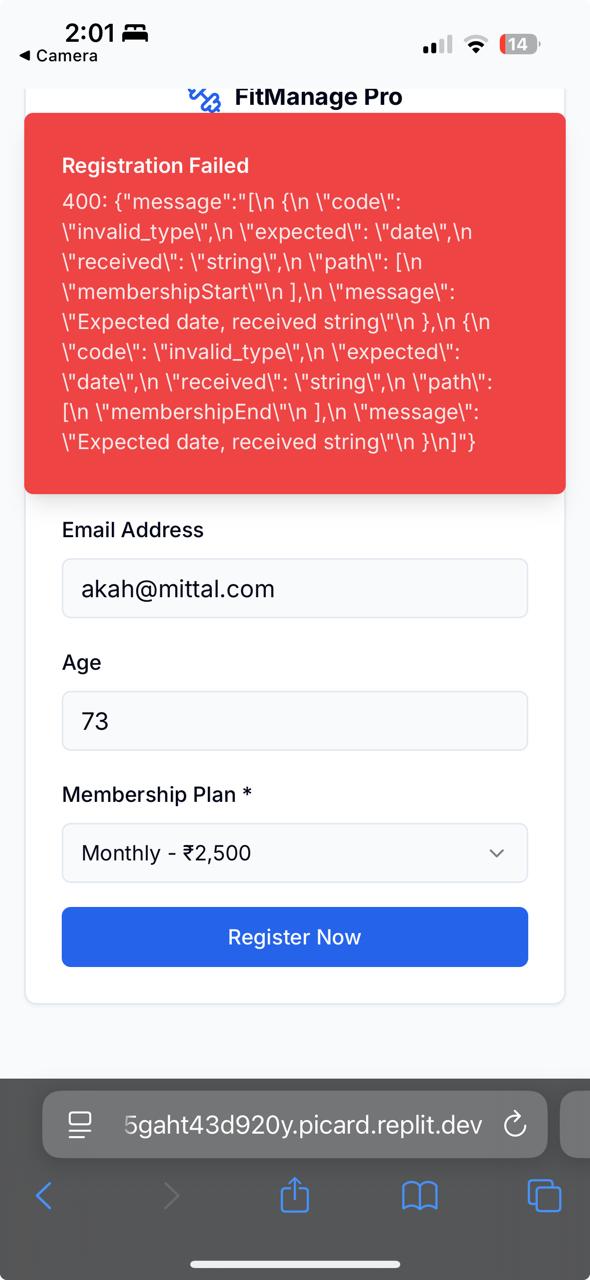 2:01
◀ Camera
14
FitManage Pro
Registration Failed
400: {"message":"[\n {\n \"code\":
\"invalid_type\",\n \"expected\": \"date\",\n
\"received\": \"string\",\n \"path\": [\n
\"membershipStart\"\n ],\n \"message\":
\"Expected date, received string\"\n },\n {\n
\"code\": \"invalid_type\",\n \"expected\":
\"date\",\n \"received\": \"string\",\n \"path\":
[\n \"membershipEnd\"\n ],\n \"message\":
\"Expected date, received string\"\n }\n]"}
Email Address
akah@mittal.com
Age
73
Membership Plan *
Monthly - ₹2,500
Register Now
5gaht43d920y.picard.replit.dev